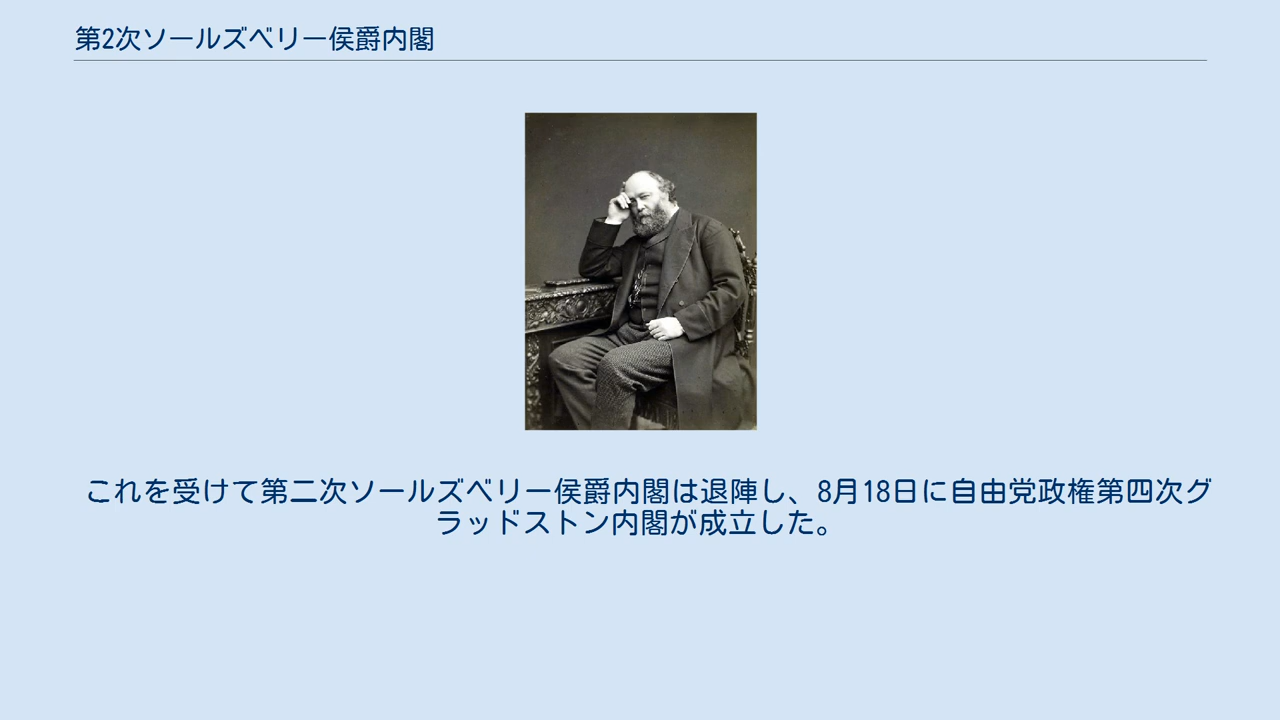 第2次ソールズベリー侯爵内閣
これを受けて第二次ソールズベリー侯爵内閣は退陣し、8月18日に自由党政権第四次グ
ラッドストン内閣が成立した。